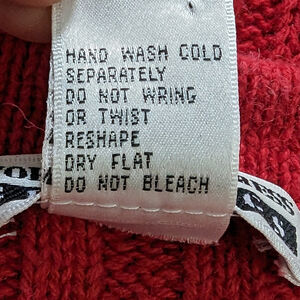 HAND WASH COLD
SEPARATELY
DO NOT WRING
OR TWIST
RESHAPE
DRY FLAT
DO NOT BLEACH